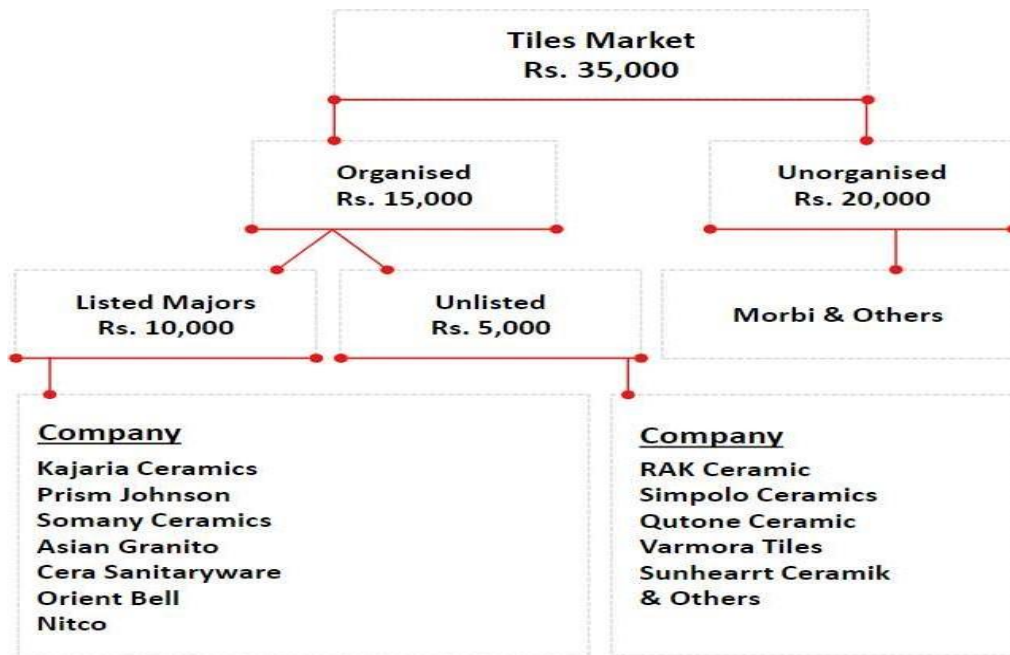 Tiles Market
Rs. 35,000
Organised
Rs. 15,000
Unorganised
Rs. 20,000
Listed Majors
Rs. 10,000
Unlisted
Rs. 5,000
Morbi & Others
Company
Kajaria Ceramics
Prism Johnson
Somany Ceramics
Asian Granito
Cera Sanitaryware
Orient Bell
Nitco
Company
RAK Ceramic
Simpolo Ceramics
Qutone Ceramic
Varmora Tiles
Sunhearrt Ceramik
& Others